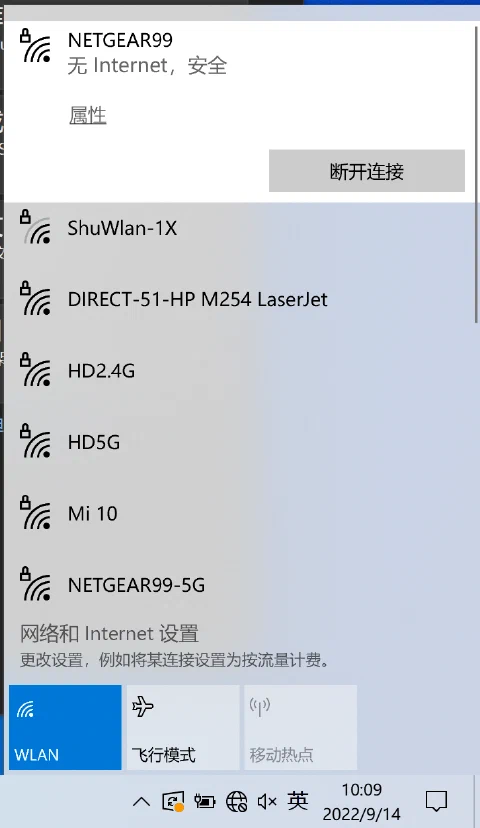 NETGEAR99
无 Internet，安全
属性
断开连接
ShuWlan-1X
DIRECT-51-HP M254 LaserJet
HD2.4G
HD5G
Mi 10
NETGEAR99-5G
网络和 Internet 设置
更改设置，例如将某连接设置为按流量计费。
WLAN
飞行模式
移动热点
英
10:09
2022/9/14